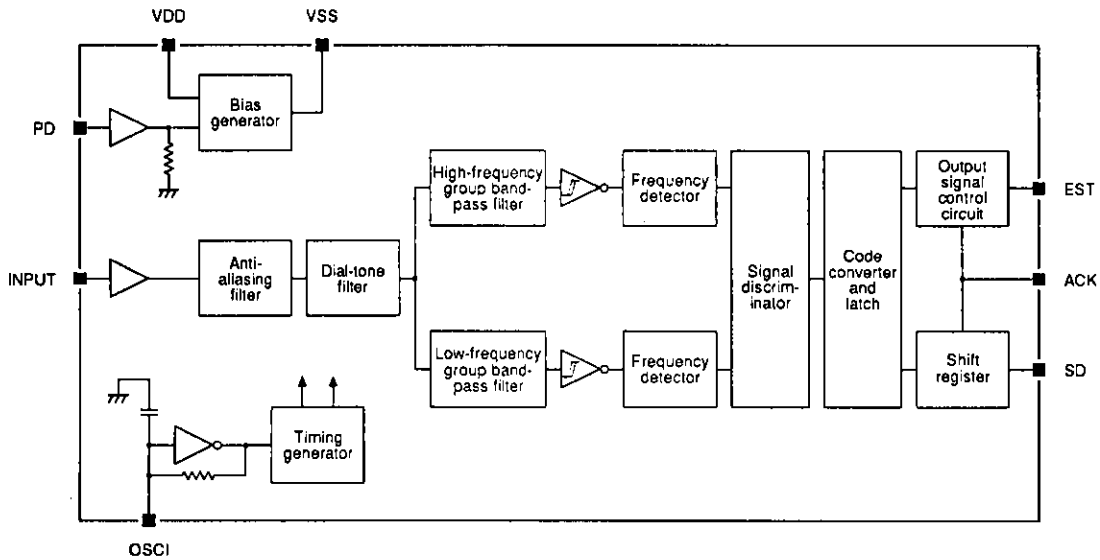 VDD
VSS
PD
Bias
generator
High-frequency
group band-
pass filter
Frequency
detector
Output
signal
control
circuit
EST
INPUT
Anti-
aliasing
filter
Dial-tone
filter
Signal
discrim-
inator
Code
converter
and
latch
ACK
Low-frequency
group band-
pass filter
Frequency
detector
Shift
register
SD
Timing
generator
OSCI